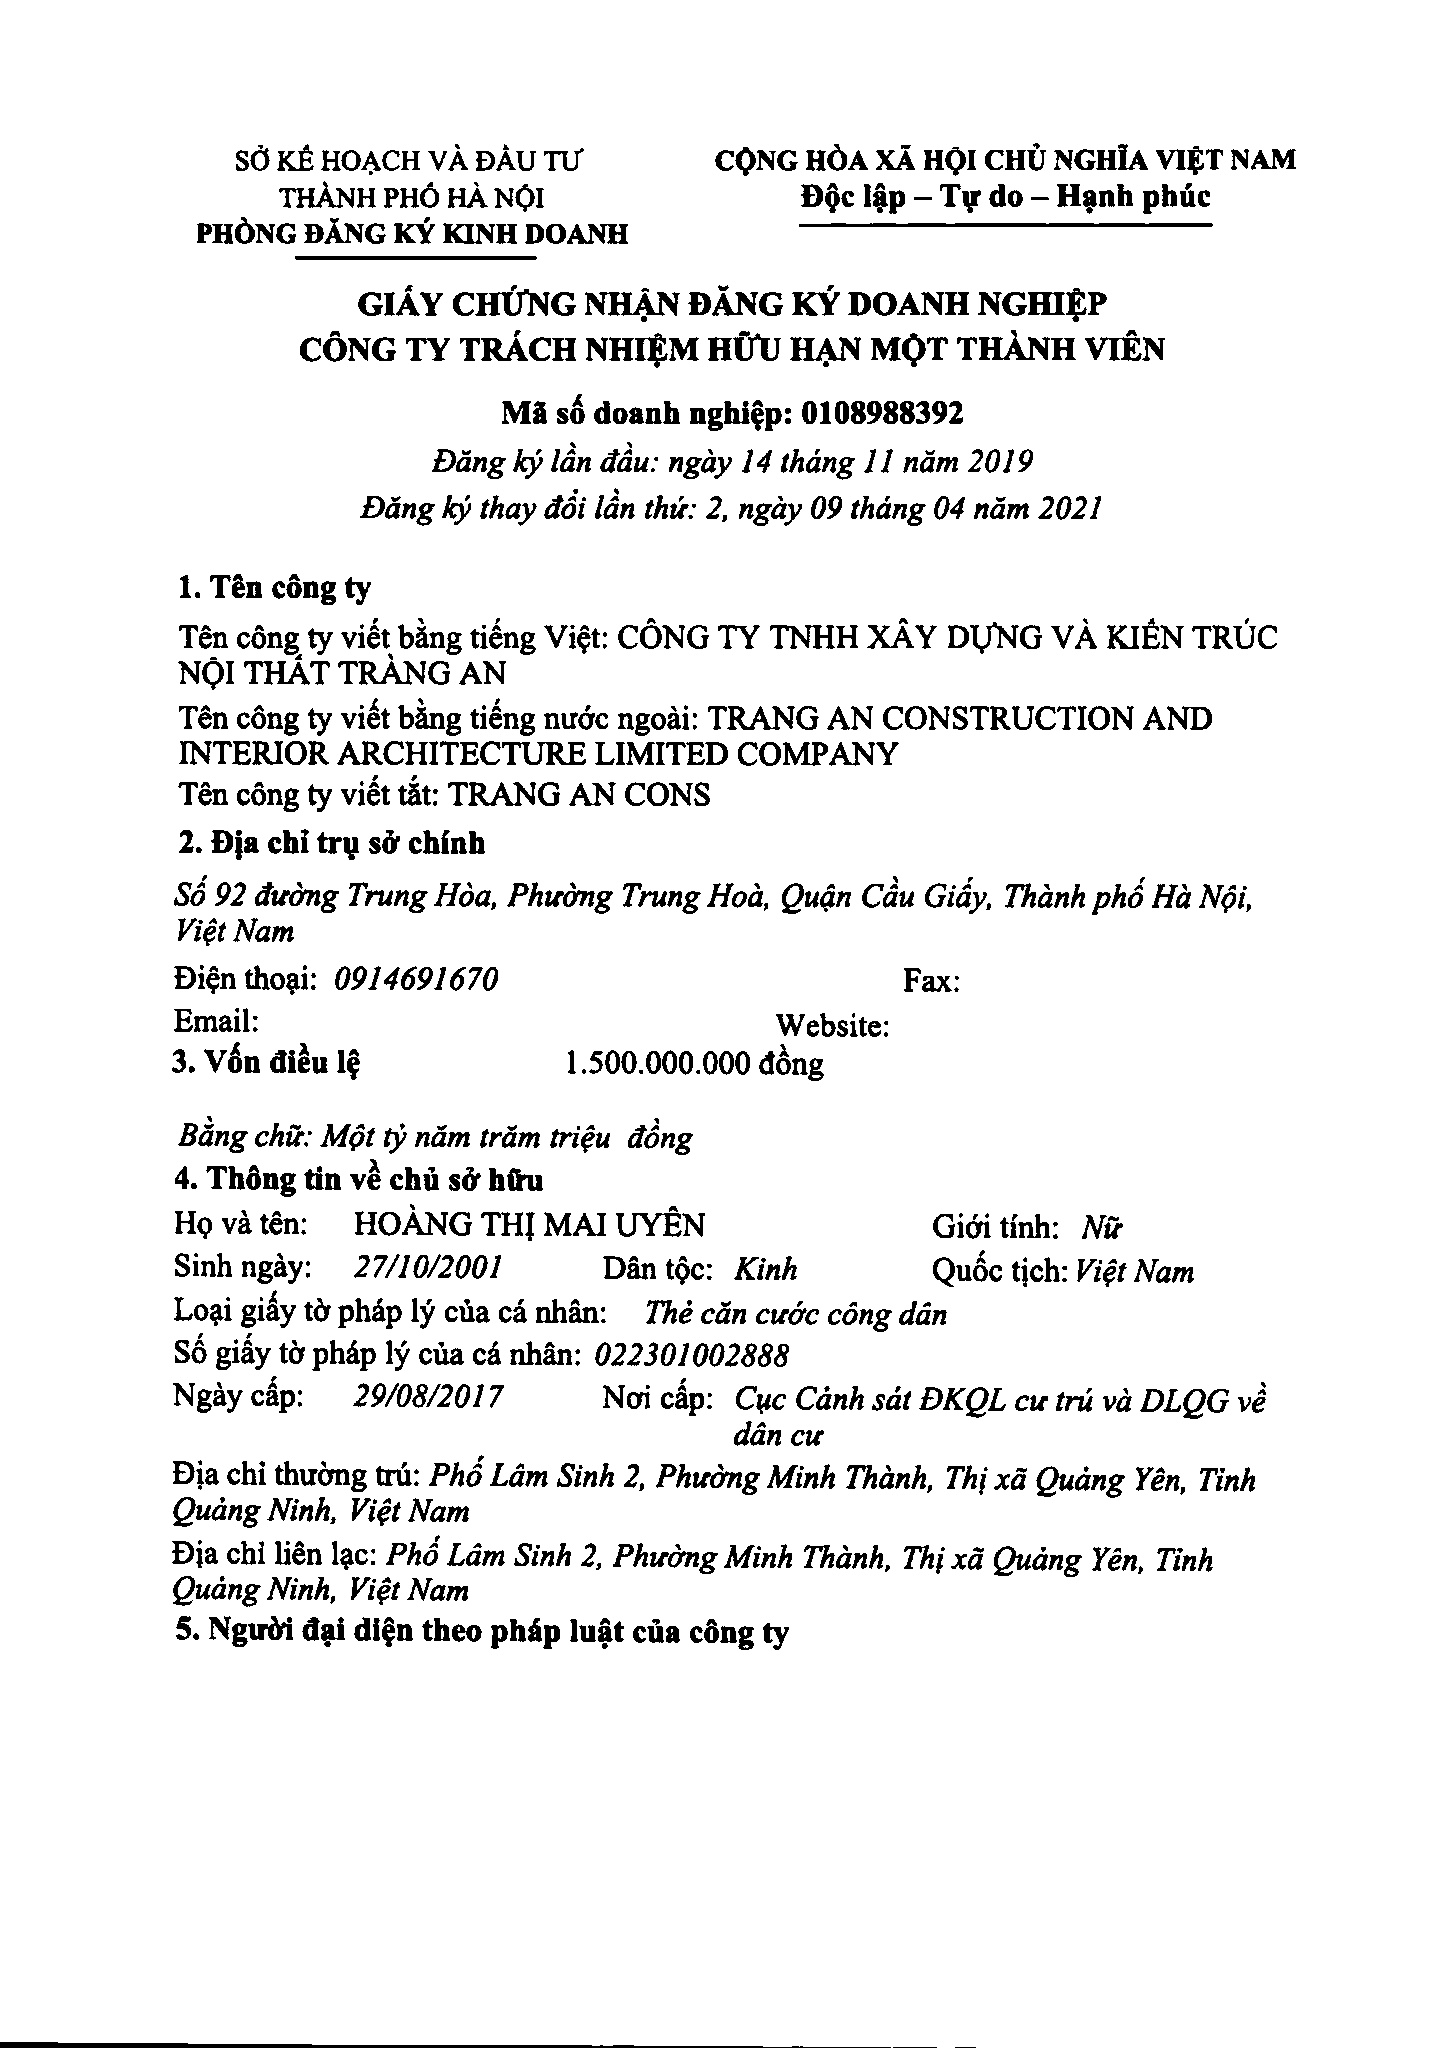 SỞ KẾ HOẠCH VÀ ĐẦU TƯ
THÀNH PHỐ HÀ NỘI
PHÒNG ĐĂNG KÝ KINH DOANH
CỘNG HÒA XÃ HỘI CHỦ NGHĨA VIỆT NAM
Độc lập – Tự do – Hạnh phúc
GIẤY CHỨNG NHẬN ĐĂNG KÝ DOANH NGHIỆP
CÔNG TY TRÁCH NHIỆM HỮU HẠN MỘT THÀNH VIÊN
Mã số doanh nghiệp: 0108988392
Đăng ký lần đầu: ngày 14 tháng 11 năm 2019
Đăng ký thay đổi lần thứ: 2, ngày 09 tháng 04 năm 2021
1. Tên công ty
Tên công ty viết bằng tiếng Việt: CÔNG TY TNHH XÂY DỰNG VÀ KIẾN TRÚC
NỘI THẤT TRÀNG AN
Tên công ty viết bằng tiếng nước ngoài: TRANG AN CONSTRUCTION AND
INTERIOR ARCHITECTURE LIMITED COMPANY
Tên công ty viết tắt: TRANG AN CONS
2. Địa chỉ trụ sở chính
Số 92 đường Trung Hòa, Phường Trung Hoà, Quận Cầu Giấy, Thành phố Hà Nội,
Việt Nam
Điện thoại: 0914691670 Fax:
Email: Website:
3. Vốn điều lệ 1.500.000.000 đồng
Bằng chữ: Một tỷ năm trăm triệu đồng
4. Thông tin về chủ sở hữu
Họ và tên: HOÀNG THỊ MAI UYÊN Giới tính: Nữ
Sinh ngày: 27/10/2001 Dân tộc: Kinh Quốc tịch: Việt Nam
Loại giấy tờ pháp lý của cá nhân: Thẻ căn cước công dân
Số giấy tờ pháp lý của cá nhân: 022301002888
Ngày cấp: 29/08/2017 Nơi cấp: Cục Cảnh sát ĐKQL cư trú và DLQG về
dân cư
Địa chỉ thường trú: Phố Lâm Sinh 2, Phường Minh Thành, Thị xã Quảng Yên, Tỉnh
Quảng Ninh, Việt Nam
Địa chỉ liên lạc: Phố Lâm Sinh 2, Phường Minh Thành, Thị xã Quảng Yên, Tỉnh
Quảng Ninh, Việt Nam
5. Người đại diện theo pháp luật của công ty